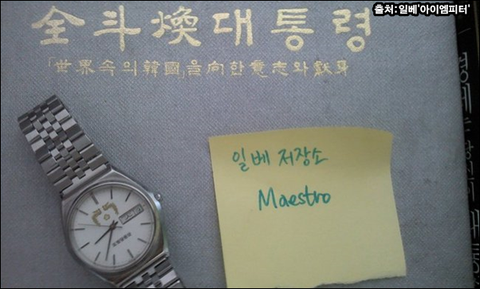 출처:일베'아이엠피터'
全斗煥대통령
「世界속의韓國」을向한意志와献身
일베 저장소
Maestro